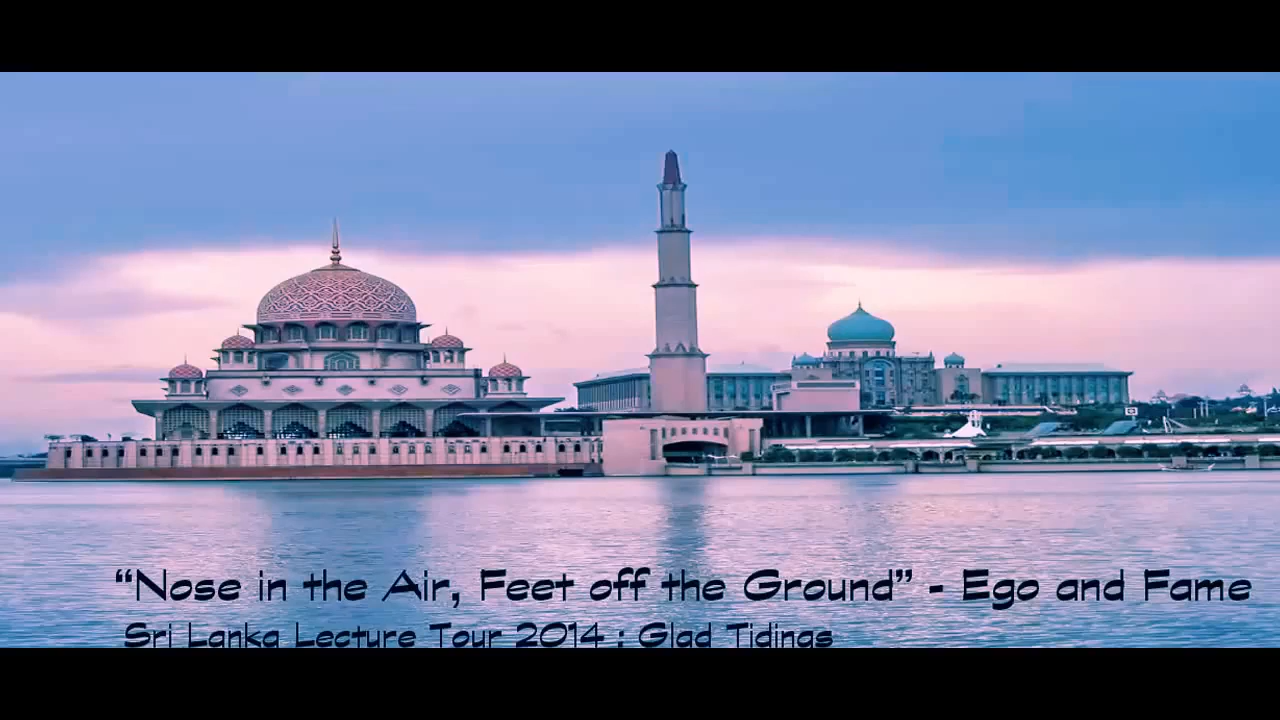 “Nose in the Air, Feet off the Ground” - Ego and Fame
Sri Lanka Lecture Tour 2014 : Glad Tidings